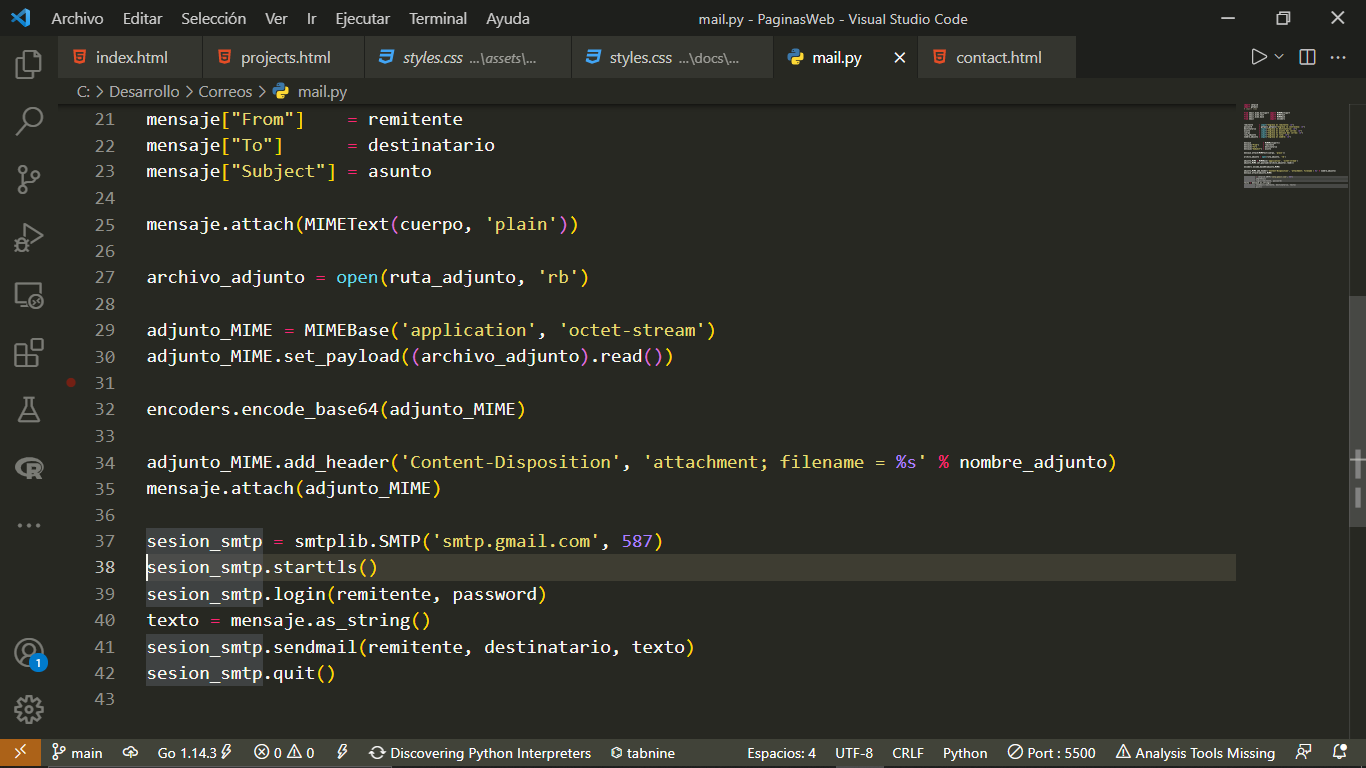 Archivo Editar Selección Ver Ir Ejecutar Terminal Ayuda mail.py - PaginasWeb - Visual Studio Code
index.html projects.html styles.css ...\assets\... styles.css ...\docs\... mail.py contact.html
C: > Desarrollo > Correos > mail.py
21 mensaje["From"]    = remitente
22 mensaje["To"]      = destinatario
23 mensaje["Subject"] = asunto
24
25 mensaje.attach(MIMEText(cuerpo, 'plain'))
26
27 archivo_adjunto = open(ruta_adjunto, 'rb')
28
29 adjunto_MIME = MIMEBase('application', 'octet-stream')
30 adjunto_MIME.set_payload((archivo_adjunto).read())
31
32 encoders.encode_base64(adjunto_MIME)
33
34 adjunto_MIME.add_header('Content-Disposition', 'attachment; filename = %s' % nombre_adjunto)
35 mensaje.attach(adjunto_MIME)
36
37 sesion_smtp = smtplib.SMTP('smtp.gmail.com', 587)
38 sesion_smtp.starttls()
39 sesion_smtp.login(remitente, password)
40 texto = mensaje.as_string()
41 sesion_smtp.sendmail(remitente, destinatario, texto)
42 sesion_smtp.quit()
43
1
main Go 1.14.3 0 0 Discovering Python Interpreters tabnine Espacios: 4 UTF-8 CRLF Python Port : 5500 Analysis Tools Missing